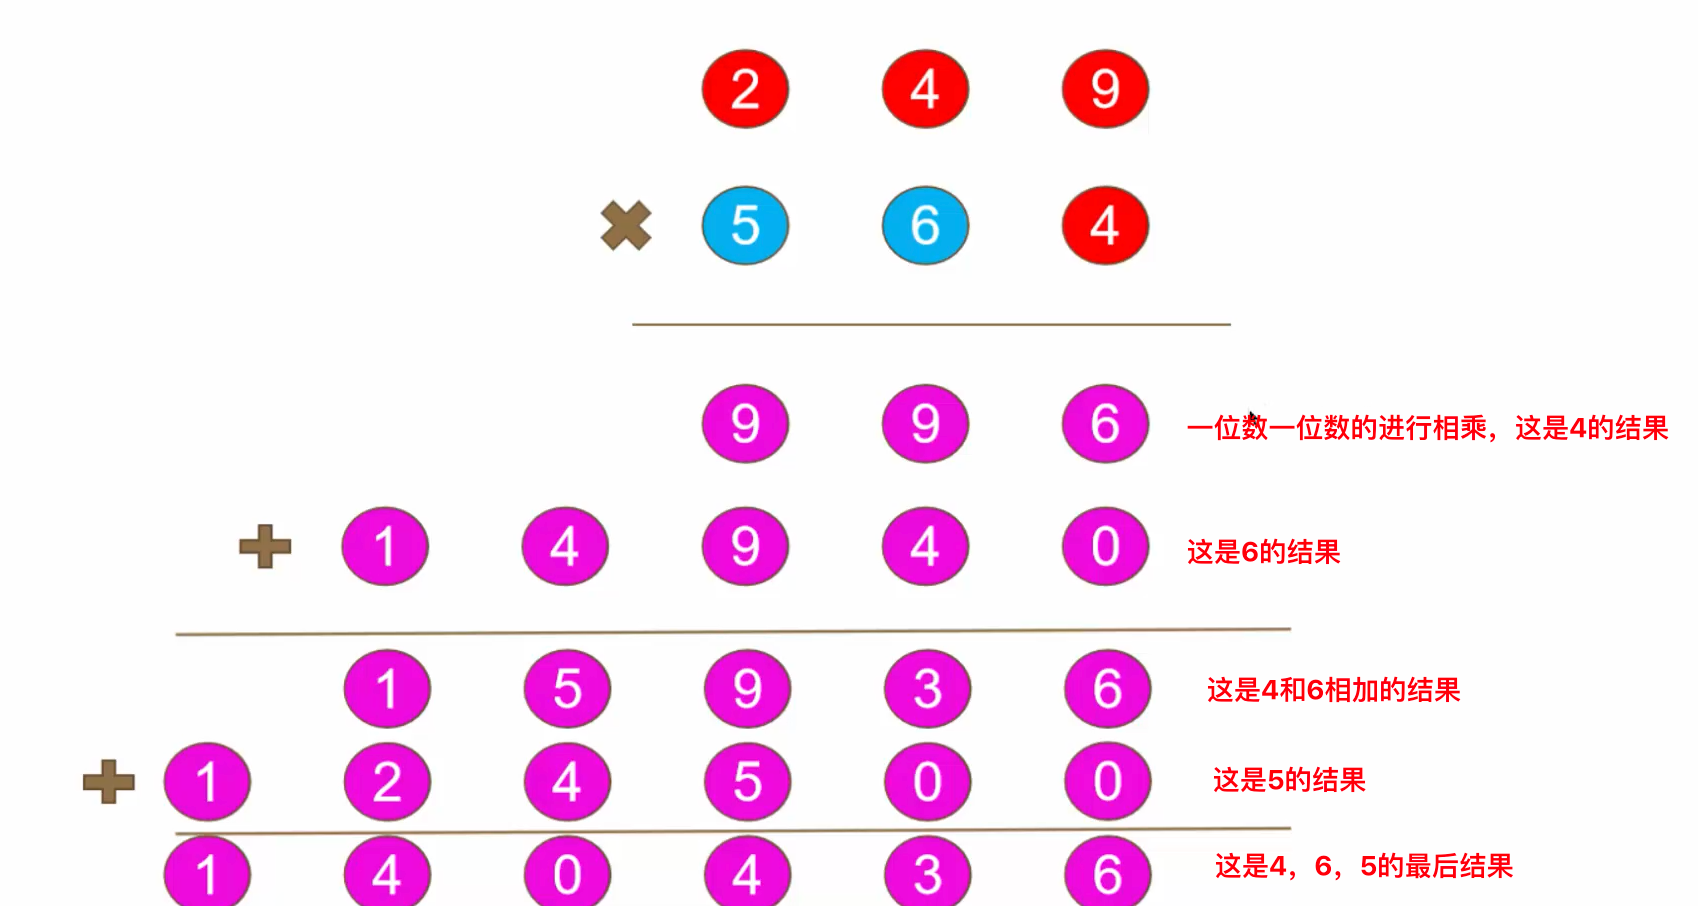 2 4 9
× 5 6 4
9 9 6 一位数一位数的进行相乘，这是4的结果
+ 1 4 9 4 0 这是6的结果
1 5 9 3 6 这是4和6相加的结果
+ 1 2 4 5 0 0 这是5的结果
1 4 0 4 3 6 这是4，6，5的最后结果